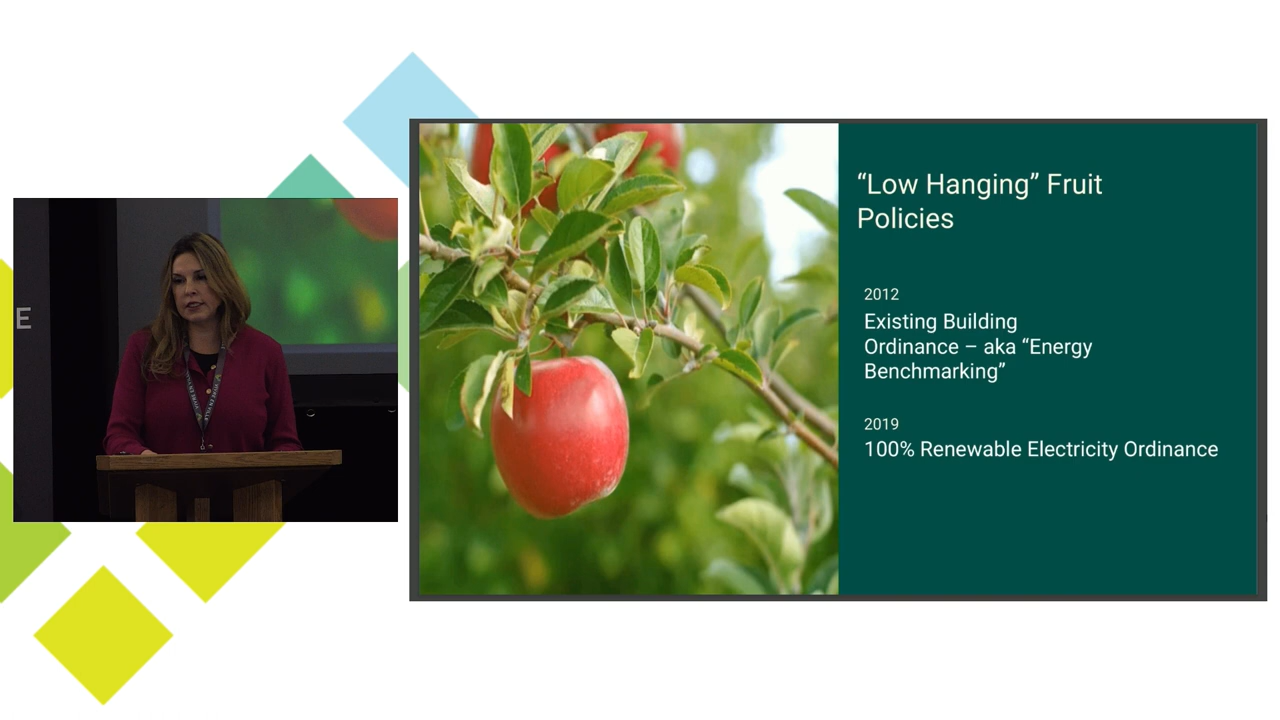 E
“Low Hanging” Fruit
Policies
2012
Existing Building
Ordinance – aka “Energy
Benchmarking”
2019
100% Renewable Electricity Ordinance